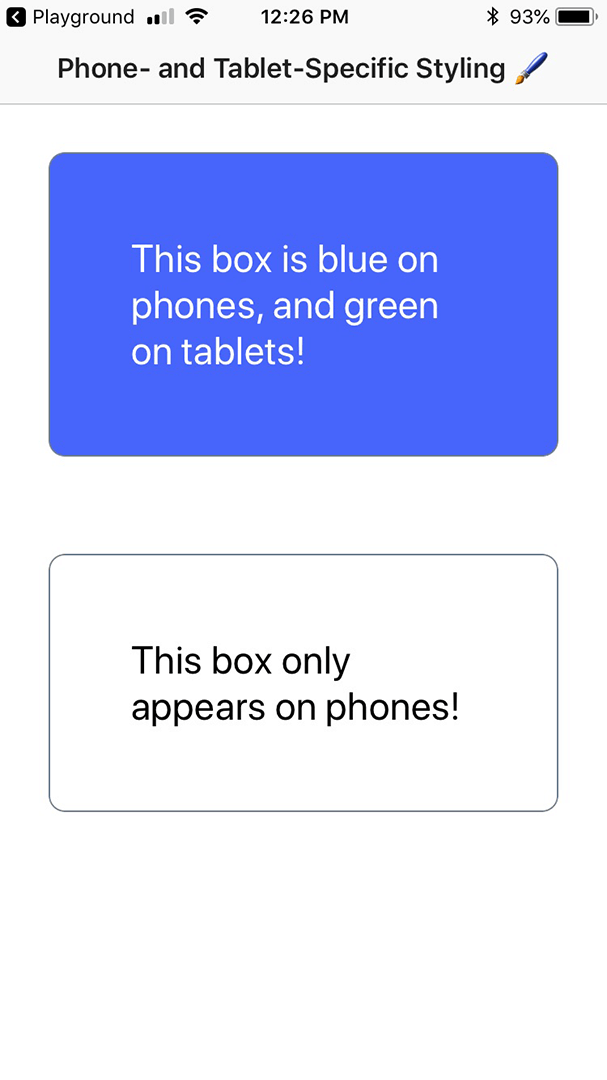 Playground 12:26 PM 93%
Phone- and Tablet-Specific Styling 🖌️
This box is blue on
phones, and green
on tablets!
This box only
appears on phones!